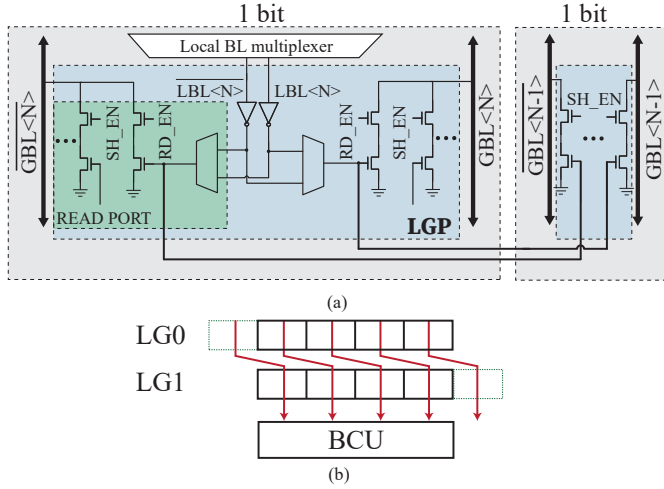 1 bit
1 bit
Local BL multiplexer
LBL<N>
LBL<N>
GBL<N>
SH_EN
RD_EN
RD_EN
SH_EN
GBL<N>
GBL<N-1>
SH_EN
GBL<N-1>
READ PORT
LGP
(a)
LG0
LG1
BCU
(b)